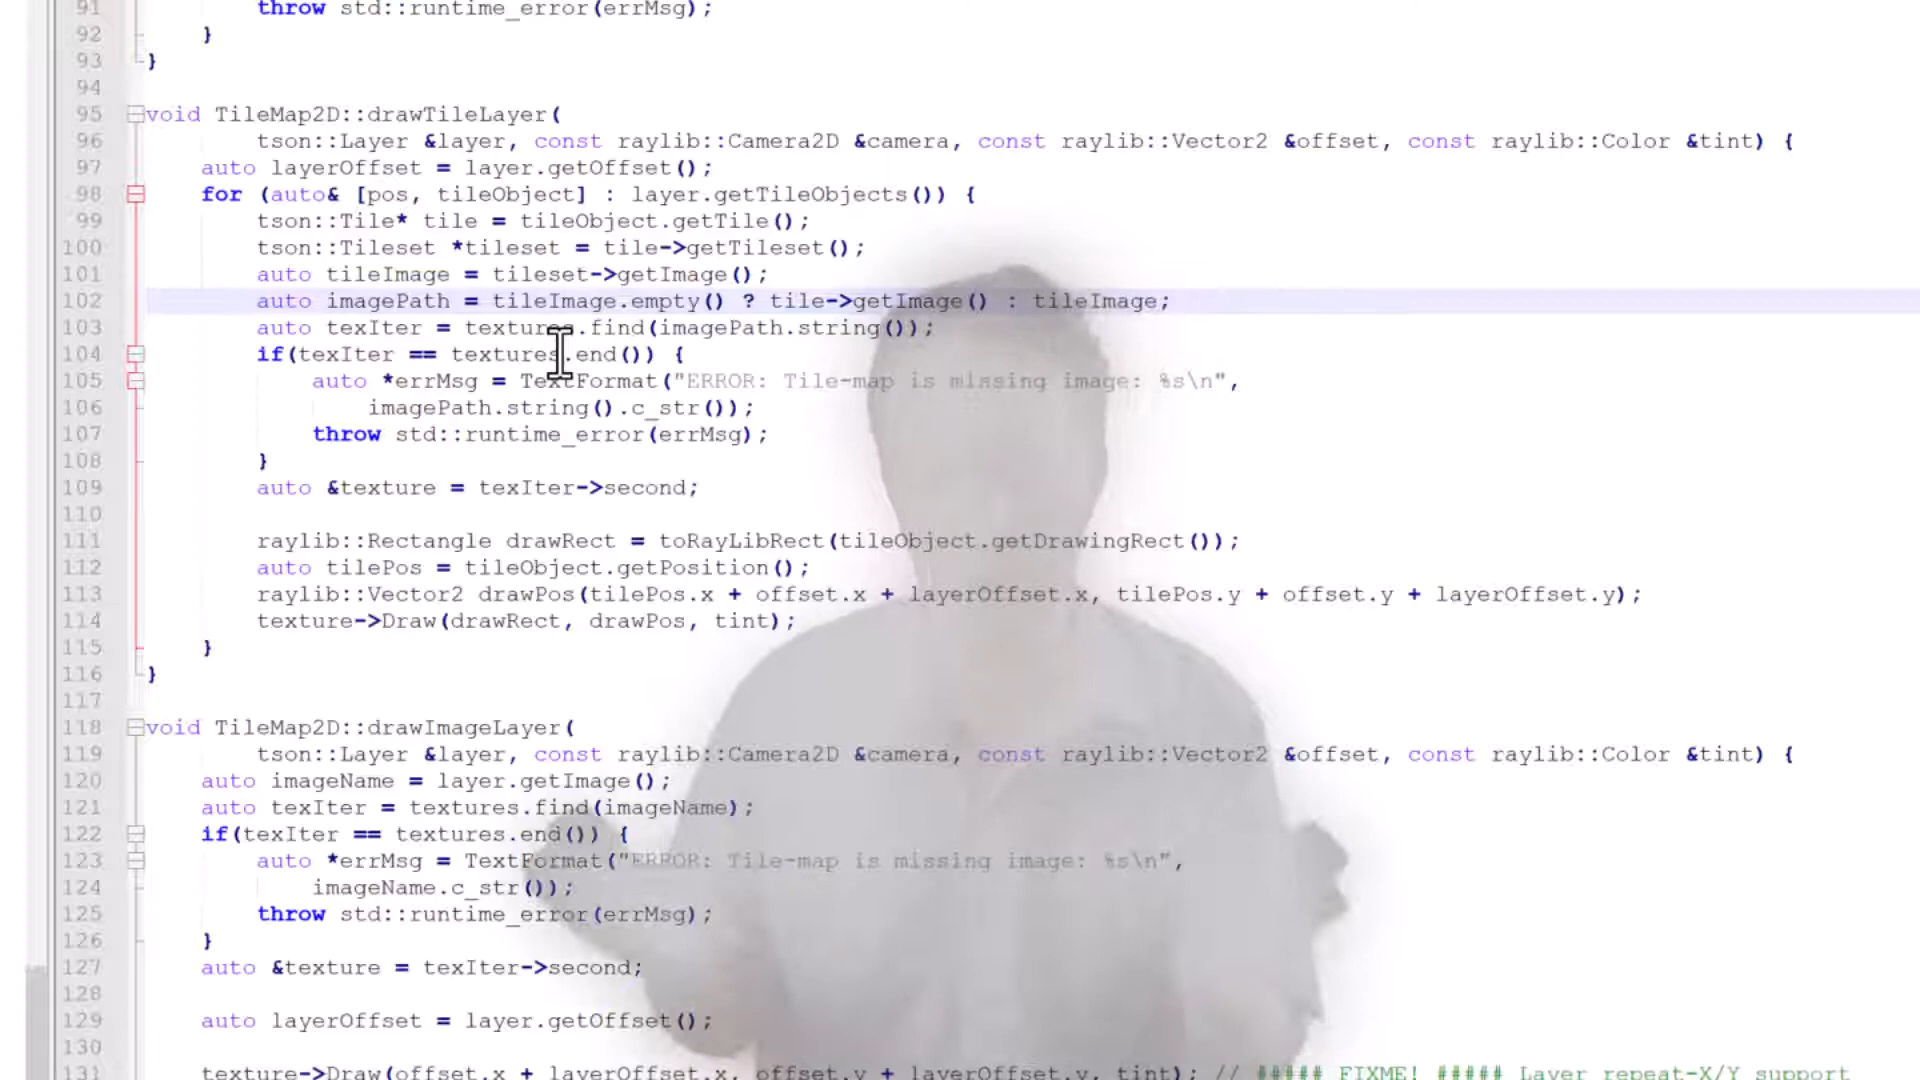 91 throw std::runtime_error(errMsg);
92 }
93 }
94
95 void TileMap2D::drawTileLayer(
96 tson::Layer &layer, const raylib::Camera2D &camera, const raylib::Vector2 &offset, const raylib::Color &tint) {
97 auto layerOffset = layer.getOffset();
98 for (auto& [pos, tileObject] : layer.getTileObjects()) {
99 tson::Tile* tile = tileObject.getTile();
100 tson::Tileset *tileset = tile->getTileset();
101 auto tileImage = tileset->getImage();
102 auto imagePath = tileImage.empty() ? tile->getImage() : tileImage;
103 auto texIter = textures.find(imagePath.string());
104 if(texIter == textures.end()) {
105 auto *errMsg = TextFormat("ERROR: Tile-map is missing image: %s\n",
106 imagePath.string().c_str());
107 throw std::runtime_error(errMsg);
108 }
109 auto &texture = texIter->second;
110
111 raylib::Rectangle drawRect = toRayLibRect(tileObject.getDrawingRect());
112 auto tilePos = tileObject.getPosition();
113 raylib::Vector2 drawPos(tilePos.x + offset.x + layerOffset.x, tilePos.y + offset.y + layerOffset.y);
114 texture->Draw(drawRect, drawPos, tint);
115 }
116 }
117
118 void TileMap2D::drawImageLayer(
119 tson::Layer &layer, const raylib::Camera2D &camera, const raylib::Vector2 &offset, const raylib::Color &tint) {
120 auto imageName = layer.getImage();
121 auto texIter = textures.find(imageName);
122 if(texIter == textures.end()) {
123 auto *errMsg = TextFormat("ERROR: Tile-map is missing image: %s\n",
124 imageName.c_str());
125 throw std::runtime_error(errMsg);
126 }
127 auto &texture = texIter->second;
128
129 auto layerOffset = layer.getOffset();
130
131 texture->Draw(offset.x + layerOffset.x, offset.y + layerOffset.y, tint); // ##### FIXME! ##### Layer repeat-X/Y support